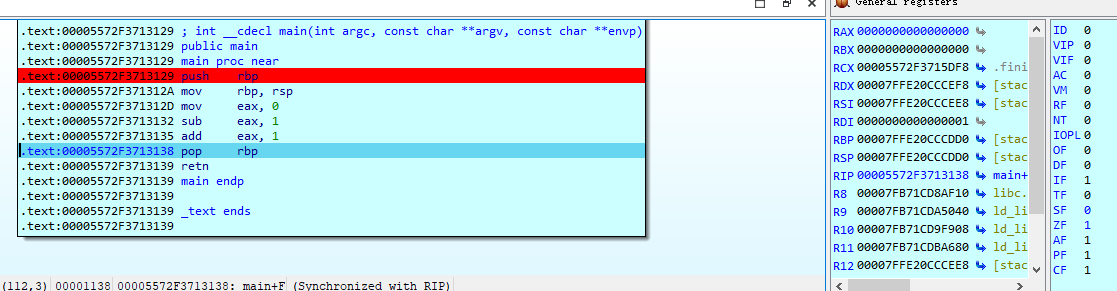 General registers
.text:00005572F3713129 ; int __cdecl main(int argc, const char **argv, const char **envp)
.text:00005572F3713129 public main
.text:00005572F3713129 main proc near
.text:00005572F3713129 push rbp
.text:00005572F371312A mov rbp, rsp
.text:00005572F371312D mov eax, 0
.text:00005572F3713132 sub eax, 1
.text:00005572F3713135 add eax, 1
.text:00005572F3713138 pop rbp
.text:00005572F3713139 retn
.text:00005572F3713139 main endp
.text:00005572F3713139
.text:00005572F3713139 _text ends
.text:00005572F3713139
(112,3) 00001138 00005572F3713138: main+F (Synchronized with RIP)
RAX 0000000000000000
RBX 0000000000000000
RCX 00005572F3715DF8 .fini
RDX 00007FFE20CCCEF8 [stac
RSI 00007FFE20CCCEE8 [stac
RDI 0000000000000001
RBP 00007FFE20CCCDD0 [stac
RSP 00007FFE20CCCDD0 [stac
RIP 00005572F3713138 main+
R8 00007FB71CD8AF10 libc.
R9 00007FB71CDA5040 ld_li
R10 00007FB71CD9F908 ld_li
R11 00007FB71CDBA680 ld_li
R12 00007FFE20CCCEE8 [stac
ID 0
VIP 0
VIF 0
AC 0
VM 0
RF 0
NT 0
IOPL 0
OF 0
DF 0
IF 1
TF 0
SF 0
ZF 1
AF 1
PF 1
CF 1